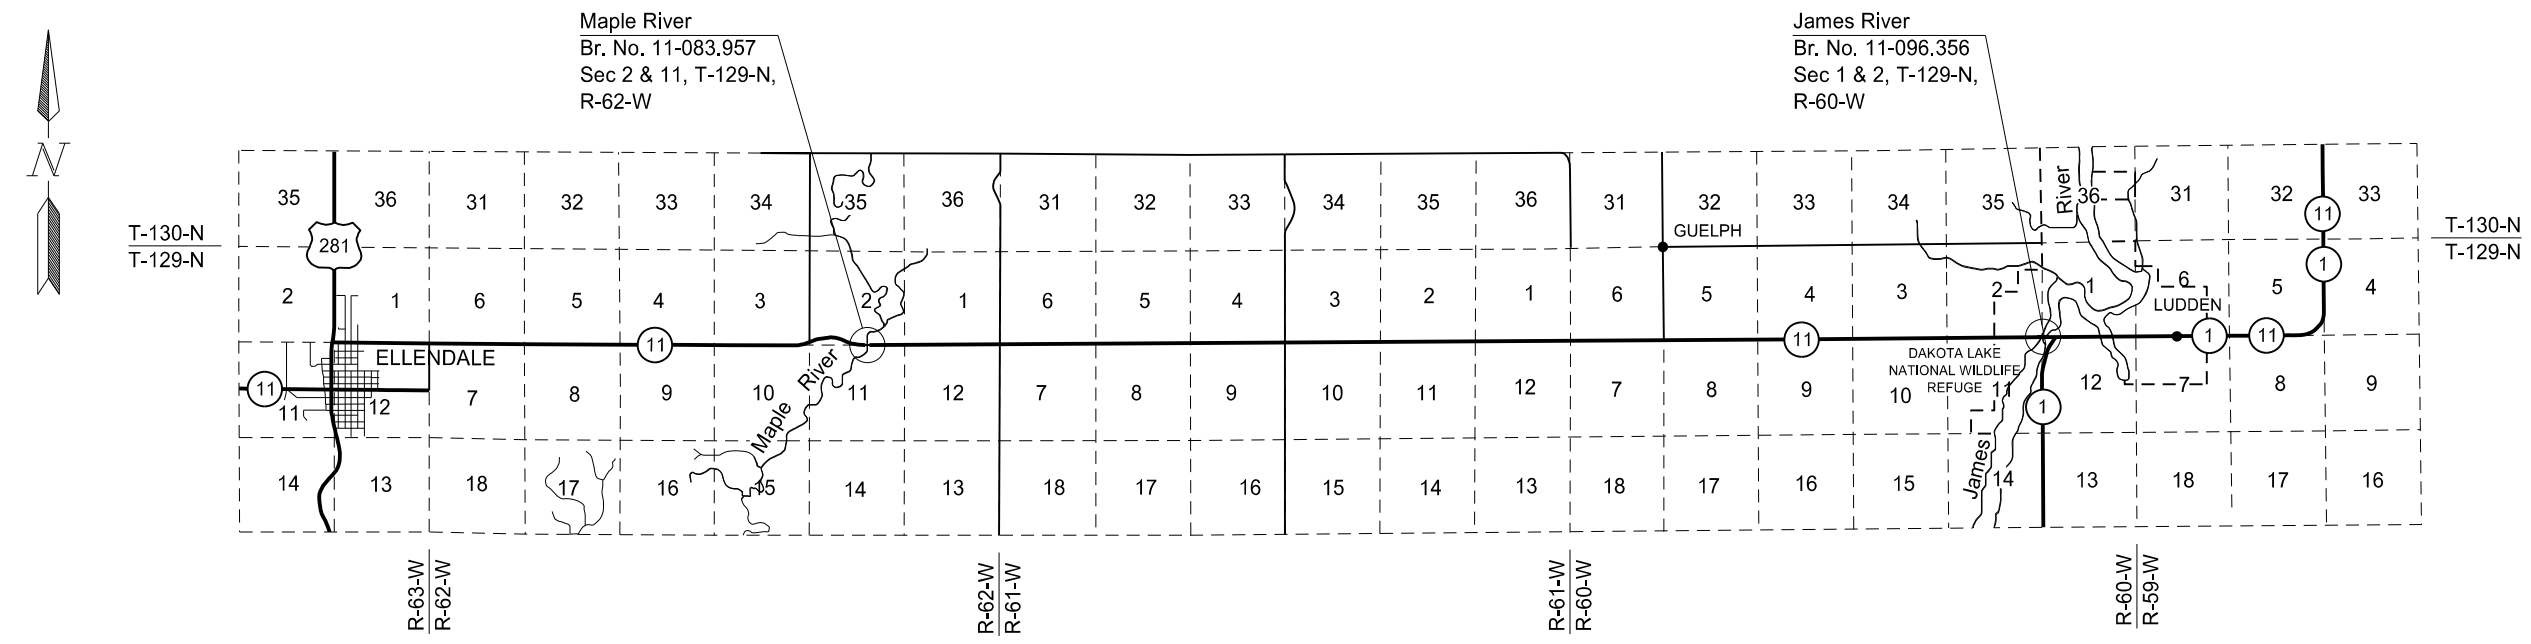 Maple River
Br. No. 11-083.957
Sec 2 & 11, T-129-N,
R-62-W
James River
Br. No. 11-096.356
Sec 1 & 2, T-129-N,
R-60-W
N
35 36 31 32 33 34 35 36 31 32 33 34 35 36 31 32 33 34 35 River 36 31 32 11 33
T-130-N 281 GUELPH T-130-N
T-129-N 1 T-129-N
2 1 6 5 4 3 2 1 6 5 4 3 2 1 6 5 4 3 2 1 6 5 4
LUDDEN
11 11 1 11
ELLENDALE
DAKOTA LAKE
NATIONAL WILDLIFE
REFUGE
11 11 12 7 8 9 10 Maple River 11 12 7 8 9 10 11 12 7 8 9 10 11 1 12 7 8 9
14 13 18 17 16 15 14 13 18 17 16 15 14 13 18 17 16 15 James 14 13 18 17 16
R-63-W R-62-W R-62-W R-61-W R-61-W R-60-W R-60-W R-59-W